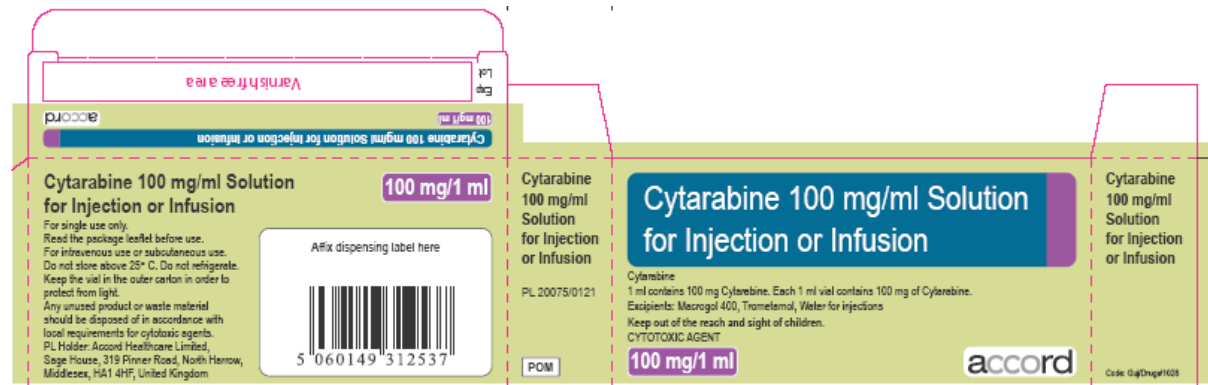 Varnish free area
Lot
Exp
accord
100 mg/1 ml
Cytarabine 100 mg/ml Solution for Injection or Infusion
Cytarabine 100 mg/ml Solution
for Injection or Infusion
100 mg/1 ml
For single use only.
Read the package leaflet before use.
For intravenous use or subcutaneous use.
Do not store above 25° C. Do not refrigerate.
Keep the vial in the outer carton in order to
protect from light.
Any unused product or waste material
should be disposed of in accordance with
local requirements for cytotoxic agents.
PL Holder: Accord Healthcare Limited,
Sage House, 319 Pinner Road, North Harrow,
Middlesex, HA1 4HF, United Kingdom
Affix dispensing label here
5 060149 312537
Cytarabine
100 mg/ml
Solution
for Injection
or Infusion
PL 20075/0121
POM
Cytarabine 100 mg/ml Solution
for Injection or Infusion
Cytarabine
1 ml contains 100 mg Cytarabine. Each 1 ml vial contains 100 mg of Cytarabine.
Excipients: Macrogol 400, Trometamol, Water for injections
Keep out of the reach and sight of children.
CYTOTOXIC AGENT
100 mg/1 ml
accord
Cytarabine
100 mg/ml
Solution
for Injection
or Infusion
Code: Guj/Drugs/1028